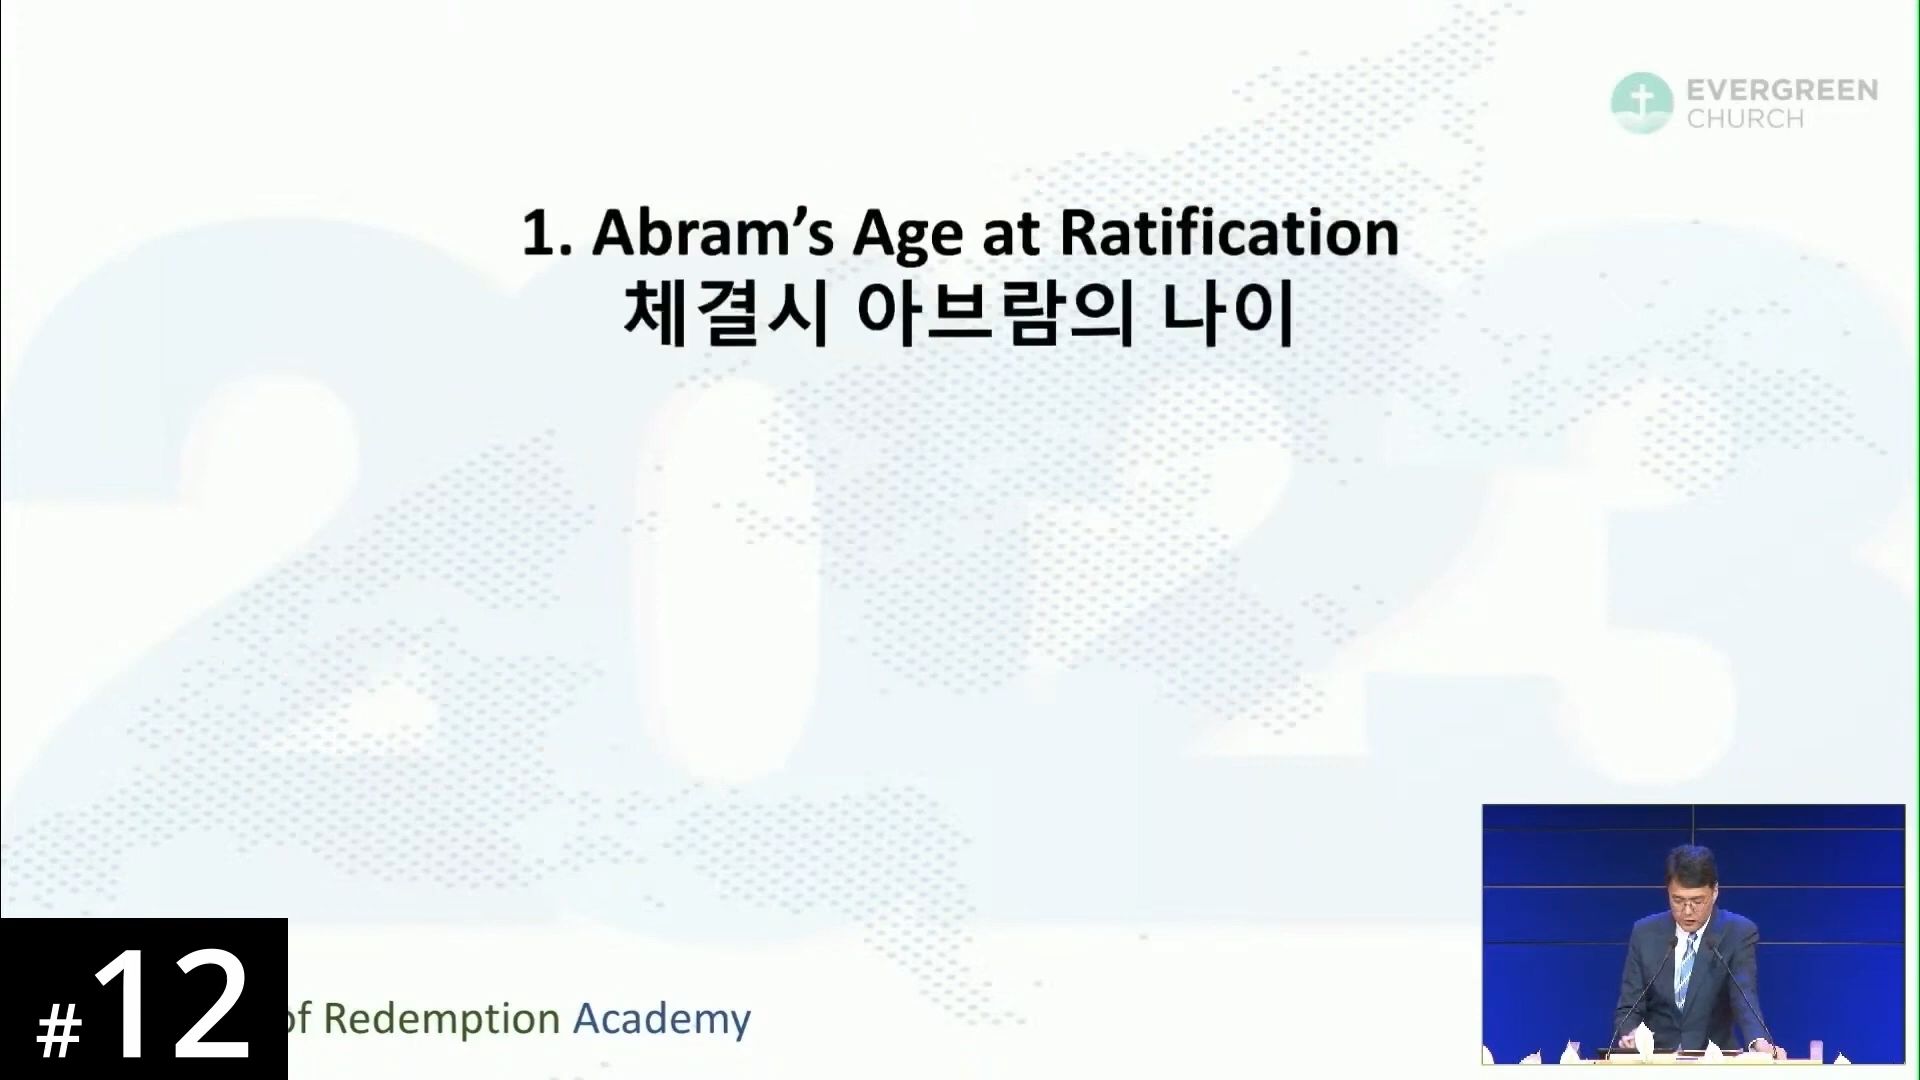 EVERGREEN
CHURCH
1. Abram’s Age at Ratification
체결시 아브람의 나이
#12
of Redemption Academy